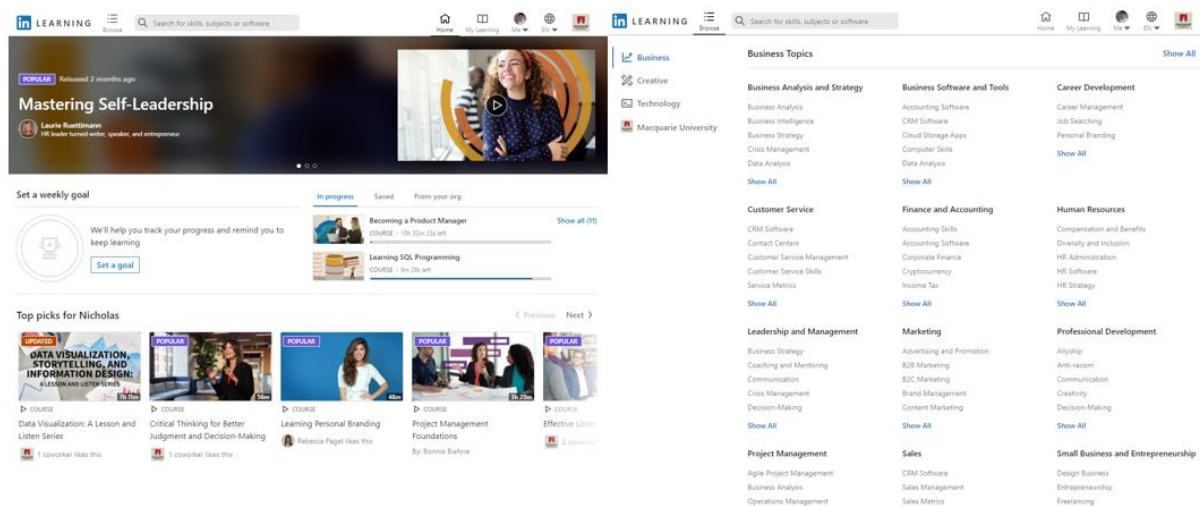 in LEARNING
Browse
Search for skills, subjects or software
Home
My Learning
Me
EN
POPULAR Released 2 months ago
Mastering Self-Leadership
Laurie Ruettimann
HR leader turned writer, speaker, and entrepreneur
Set a weekly goal
We'll help you track your progress and remind you to
keep learning
Set a goal
In progress
Saved
From your org
Becoming a Product Manager
Show all (11)
COURSE - 10h 32m 23s left
Learning SQL Programming
COURSE - 9m 29s left
Top picks for Nicholas
Previous
Next
UPDATED
DATA VISUALIZATION,
STORYTELLING, AND
INFORMATION DESIGN:
A LESSON AND LISTEN SERIES
7h 11m
COURSE
Data Visualization: A Lesson and
Listen Series
1 coworker likes this
POPULAR
56m
COURSE
Critical Thinking for Better
Judgment and Decision-Making
1 coworker likes this
POPULAR
48m
COURSE
Learning Personal Branding
Rebecca Paget likes this
POPULAR
3h 20m
COURSE
Project Management
Foundations
By: Bonnie Biafore
POPULAR
COURSE
Effective
2
in LEARNING
Browse
Search for skills, subjects or software
Home
My Learning
Me
EN
Business
Creative
Technology
Macquarie University
Business Topics
Show All
Business Analysis and Strategy
Business Analysis
Business Intelligence
Business Strategy
Crisis Management
Data Analysis
Show All
Business Software and Tools
Accounting Software
CRM Software
Cloud Storage Apps
Computer Skills
Data Analysis
Show All
Career Development
Career Management
Job Searching
Personal Branding
Show All
Customer Service
CRM Software
Contact Centers
Customer Service Management
Customer Service Skills
Service Metrics
Show All
Finance and Accounting
Accounting Skills
Accounting Software
Corporate Finance
Cryptocurrency
Income Tax
Show All
Human Resources
Compensation and Benefits
Diversity and Inclusion
HR Administration
HR Software
HR Strategy
Show All
Leadership and Management
Business Strategy
Coaching and Mentoring
Communication
Crisis Management
Decision-Making
Show All
Marketing
Advertising and Promotion
B2B Marketing
B2C Marketing
Brand Management
Content Marketing
Show All
Professional Development
Allyship
Anti-racism
Communication
Creativity
Decision-Making
Show All
Project Management
Agile Project Management
Business Analysis
Operations Management
Sales
CRM Software
Sales Management
Sales Metrics
Small Business and Entrepreneurship
Design Business
Entrepreneurship
Freelancing